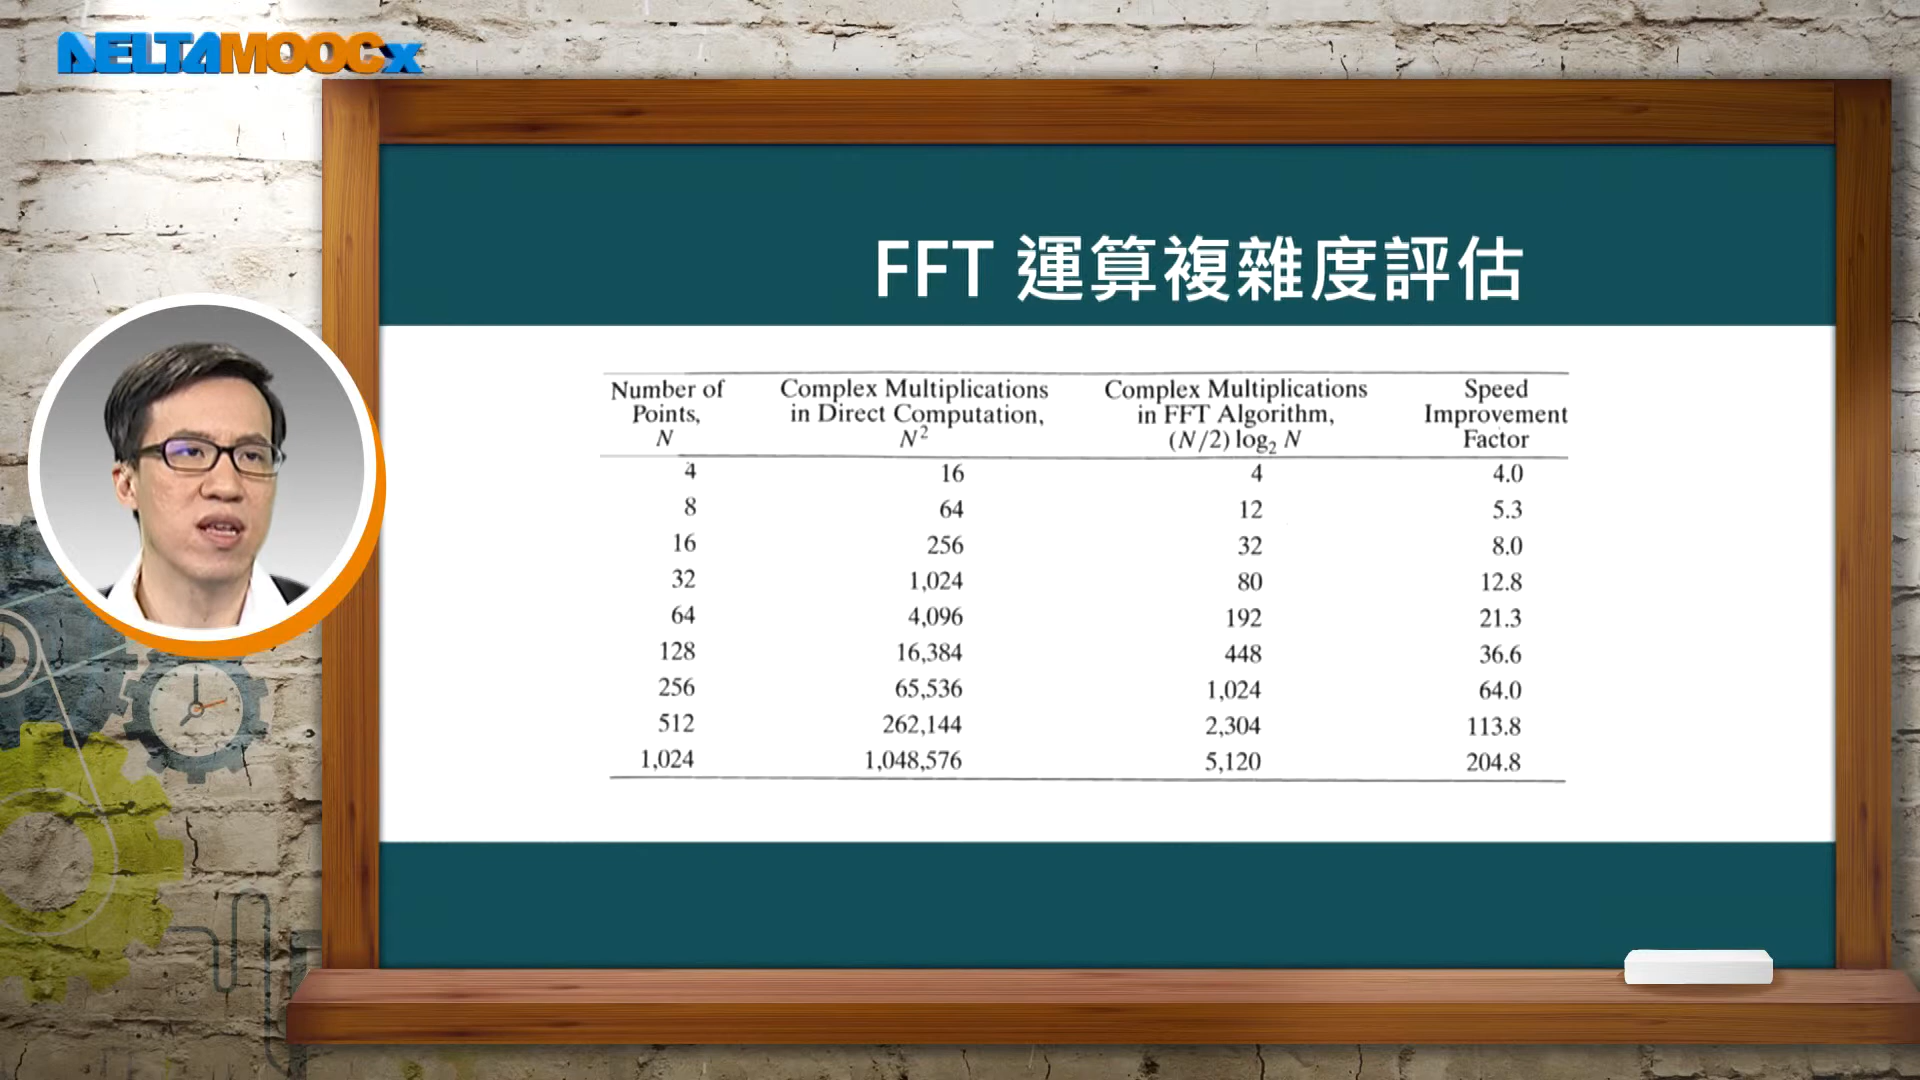 DELTAMOOCx
FFT 運算複雜度評估
Number of Points, N Complex Multiplications in Direct Computation, N² Complex Multiplications in FFT Algorithm, (N/2) log₂ N Speed Improvement Factor
4 16 4 4.0
8 64 12 5.3
16 256 32 8.0
32 1,024 80 12.8
64 4,096 192 21.3
128 16,384 448 36.6
256 65,536 1,024 64.0
512 262,144 2,304 113.8
1,024 1,048,576 5,120 204.8